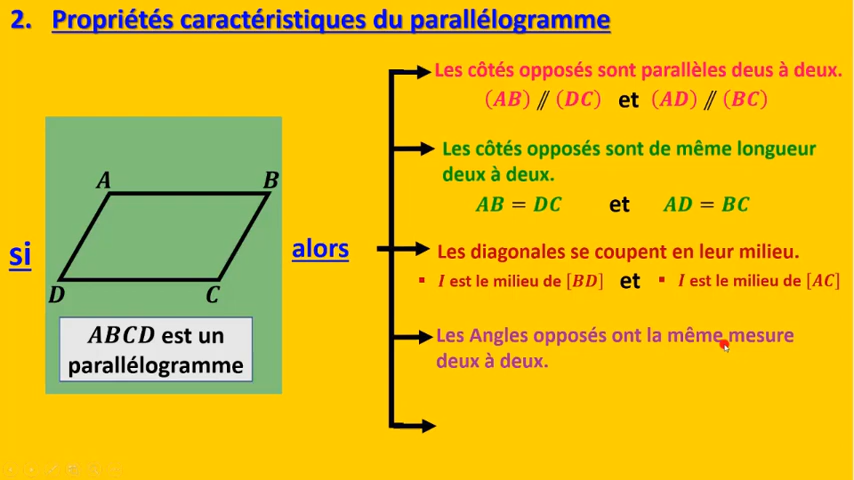 2. Propriétés caractéristiques du parallélogramme
Les côtés opposés sont parallèles deus à deux.
(AB) ⫽ (DC) et (AD) ⫽ (BC)
Les côtés opposés sont de même longueur
deux à deux.
AB = DC et AD = BC
A B
D C
si
alors
Les diagonales se coupent en leur milieu.
▪ I est le milieu de [BD] et ▪ I est le milieu de [AC]
ABCD est un
parallélogramme
Les Angles opposés ont la même mesure
deux à deux.